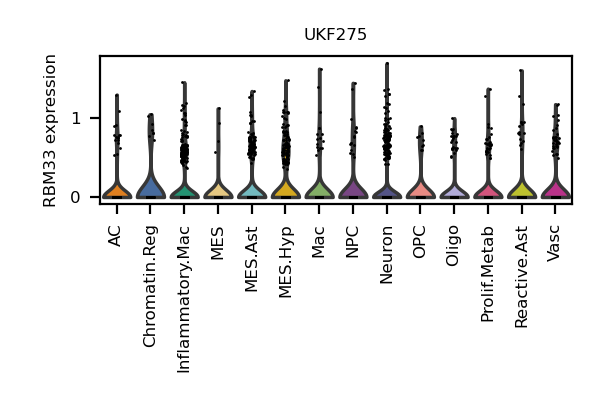 UKF275
RBM33 expression
1
0
AC
Chromatin.Reg
Inflammatory.Mac
MES
MES.Ast
MES.Hyp
Mac
NPC
Neuron
OPC
Oligo
Prolif.Metab
Reactive.Ast
Vasc